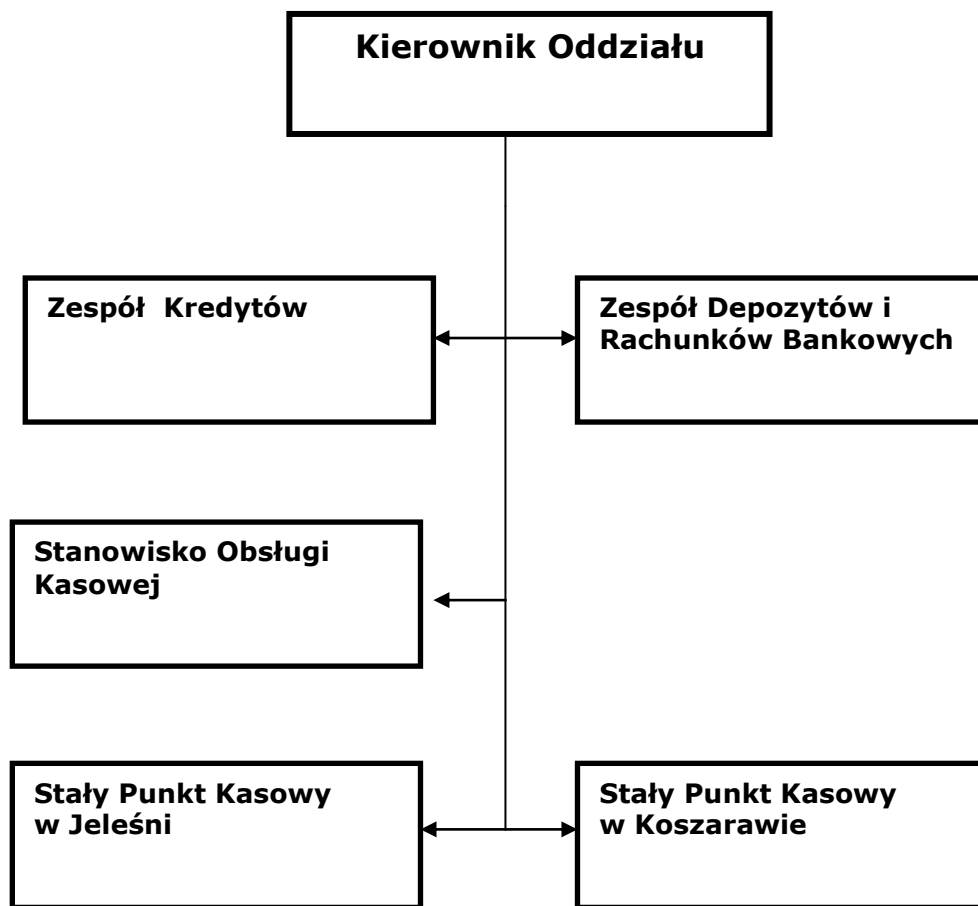 Kierownik Oddziału
Zespół Kredytów
Zespół Depozytów i
Rachunków Bankowych
Stanowisko Obsługi
Kasowej
Stały Punkt Kasowy
w Jeleśni
Stały Punkt Kasowy
w Koszarawie